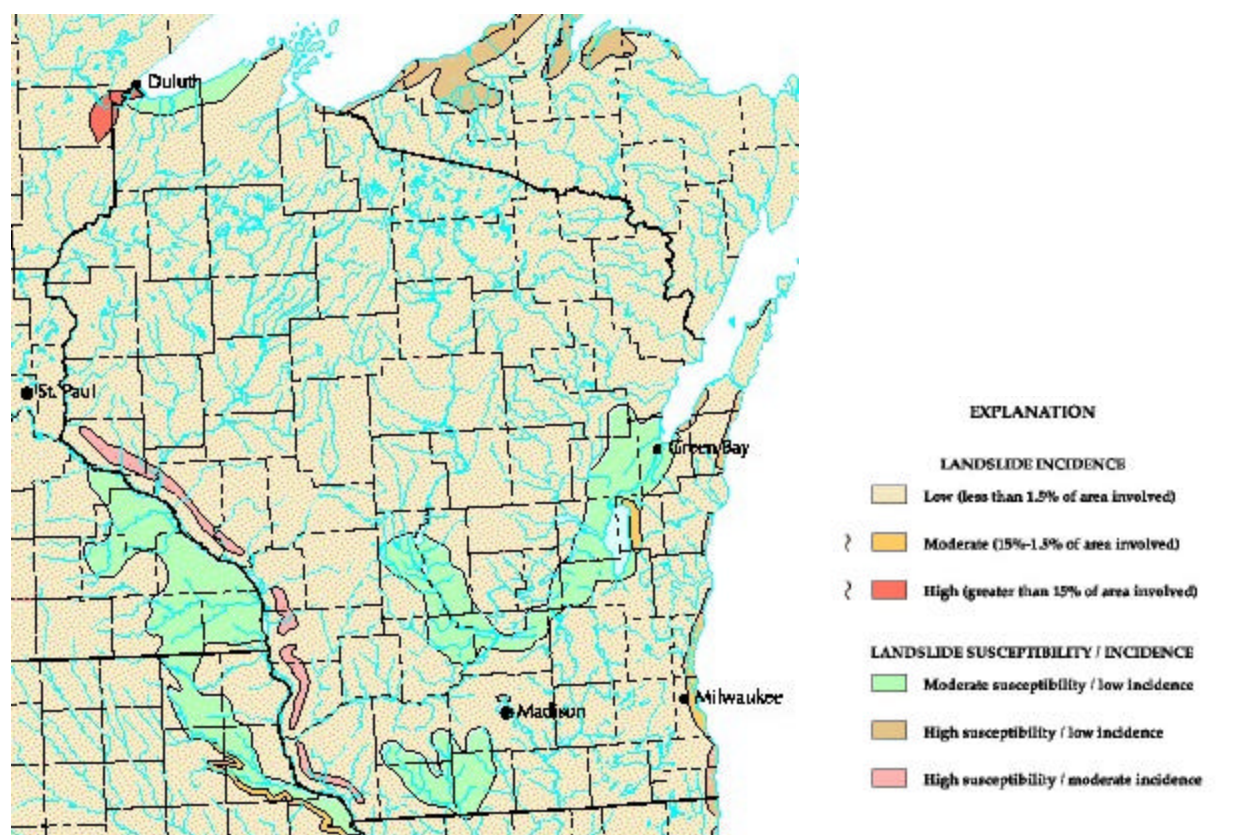 Duluth
St. Paul
Green Bay
Madison
Milwaukee
EXPLANATION
LANDSLIDE INCIDENCE
Low (less than 1.5% of area involved)
Moderate (15%-1.5% of area involved)
High (greater than 15% of area involved)
LANDSLIDE SUSCEPTIBILITY / INCIDENCE
Moderate susceptibility / low incidence
High susceptibility / low incidence
High susceptibility / moderate incidence